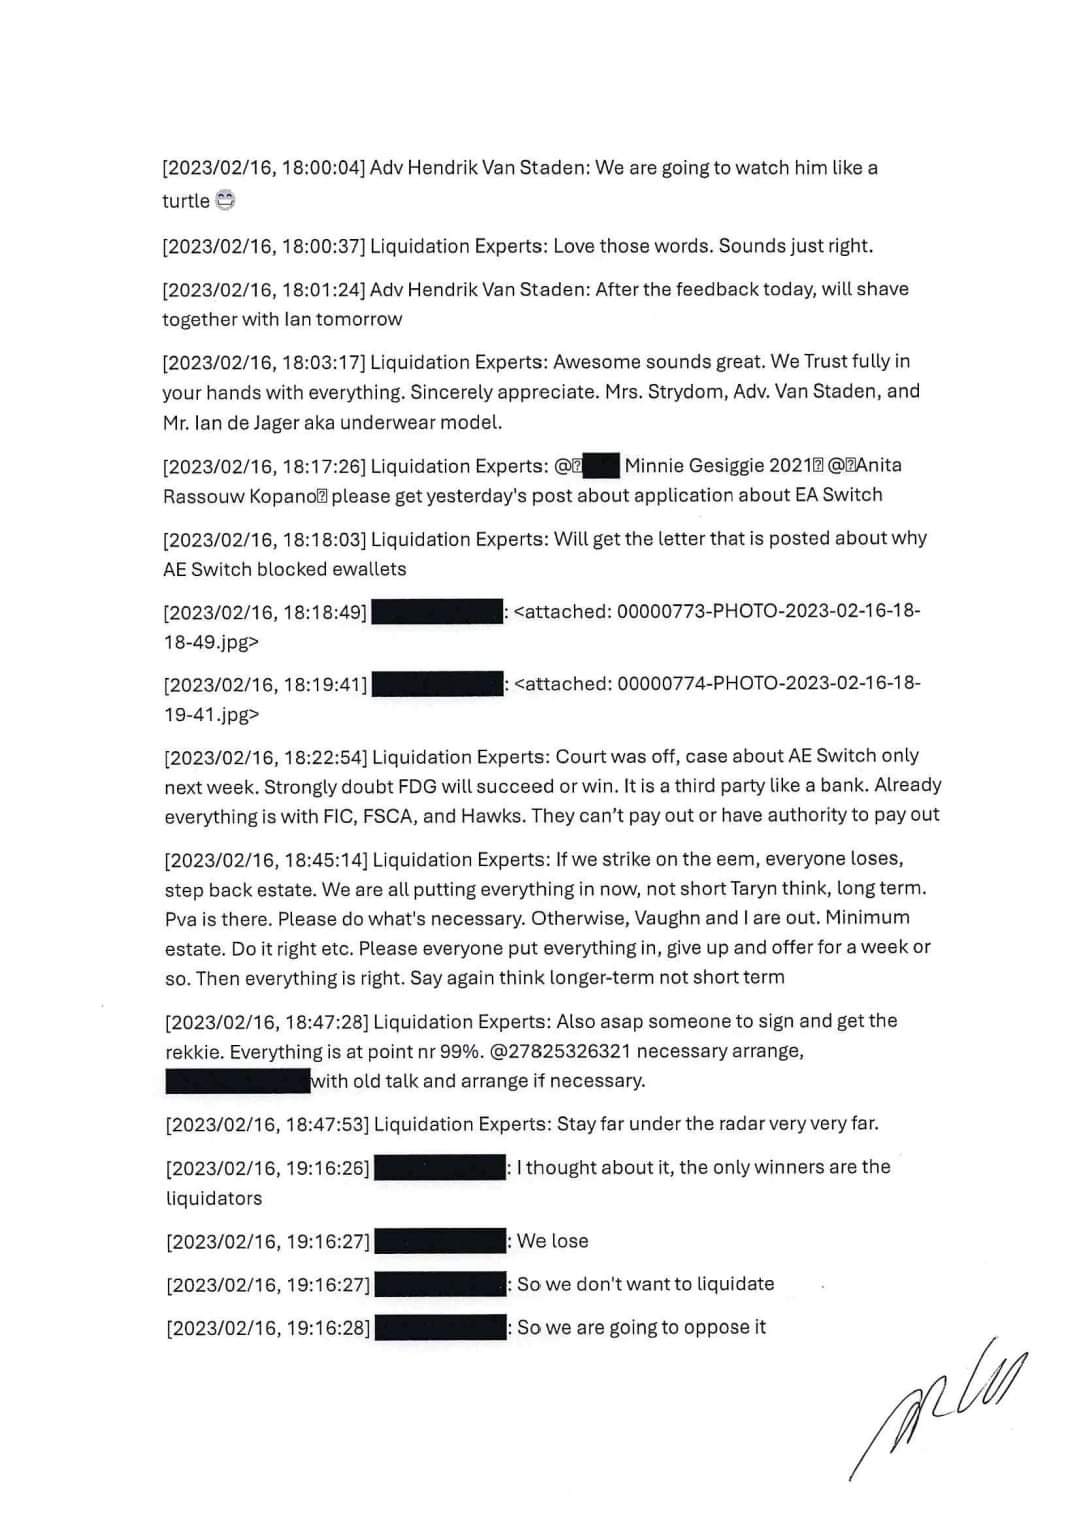 [2023/02/16, 18:00:04] Adv Hendrik Van Staden: We are going to watch him like a
turtle 😁
[2023/02/16, 18:00:37] Liquidation Experts: Love those words. Sounds just right.
[2023/02/16, 18:01:24] Adv Hendrik Van Staden: After the feedback today, will shave
together with Ian tomorrow
[2023/02/16, 18:03:17] Liquidation Experts: Awesome sounds great. We Trust fully in
your hands with everything. Sincerely appreciate. Mrs. Strydom, Adv. Van Staden, and
Mr. Ian de Jager aka underwear model.
[2023/02/16, 18:17:26] Liquidation Experts: @⍰ Minnie Gesiggie 2021⍰ @⍰Anita
Rassouw Kopano⍰ please get yesterday's post about application about EA Switch
[2023/02/16, 18:18:03] Liquidation Experts: Will get the letter that is posted about why
AE Switch blocked ewallets
[2023/02/16, 18:18:49] : <attached: 00000773-PHOTO-2023-02-16-18-
18-49.jpg>
[2023/02/16, 18:19:41] : <attached: 00000774-PHOTO-2023-02-16-18-
19-41.jpg>
[2023/02/16, 18:22:54] Liquidation Experts: Court was off, case about AE Switch only
next week. Strongly doubt FDG will succeed or win. It is a third party like a bank. Already
everything is with FIC, FSCA, and Hawks. They can’t pay out or have authority to pay out
[2023/02/16, 18:45:14] Liquidation Experts: If we strike on the eem, everyone loses,
step back estate. We are all putting everything in now, not short Taryn think, long term.
Pva is there. Please do what's necessary. Otherwise, Vaughn and I are out. Minimum
estate. Do it right etc. Please everyone put everything in, give up and offer for a week or
so. Then everything is right. Say again think longer-term not short term
[2023/02/16, 18:47:28] Liquidation Experts: Also asap someone to sign and get the
rekkie. Everything is at point nr 99%. @27825326321 necessary arrange,
with old talk and arrange if necessary.
[2023/02/16, 18:47:53] Liquidation Experts: Stay far under the radar very very far.
[2023/02/16, 19:16:26] : I thought about it, the only winners are the
liquidators
[2023/02/16, 19:16:27] : We lose
[2023/02/16, 19:16:27] : So we don't want to liquidate
[2023/02/16, 19:16:28] : So we are going to oppose it